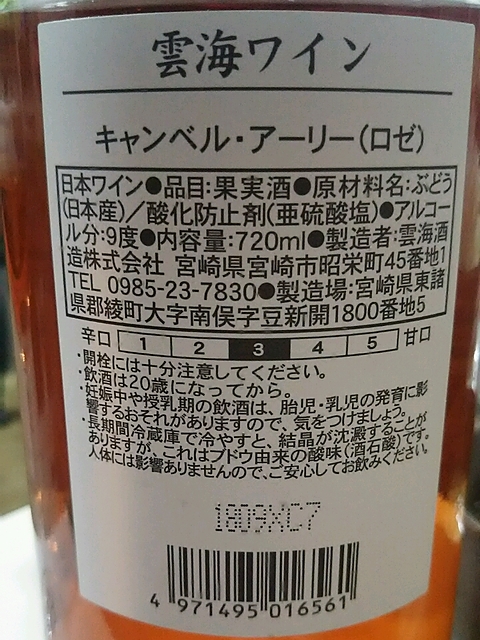 雲海ワイン
キャンベル・アーリー(ロゼ)
日本ワイン●品目:果実酒●原材料名:ぶどう
(日本産)/酸化防止剤(亜硫酸塩)●アルコー
ル分:9度●内容量:720ml●製造者:雲海酒
造株式会社 宮崎県宮崎市昭栄町45番地1
TEL 0985-23-7830●製造場:宮崎県東諸
県郡綾町大字南俣字豆新開1800番地5
辛口 1 2 3 4 5 甘口
・開栓には十分注意してください。
・飲酒は20歳になってから。
・妊娠中や授乳期の飲酒は、胎児・乳児の発育に影
響するおそれがありますので、気をつけましょう。
・長期間冷蔵庫で冷やすと、結晶が沈澱することが
ありますが、これはブドウ由来の酸味(酒石酸)です。
人体には影響ありませんので、ご安心してお飲みください。
1809XC7
4 971495 016561